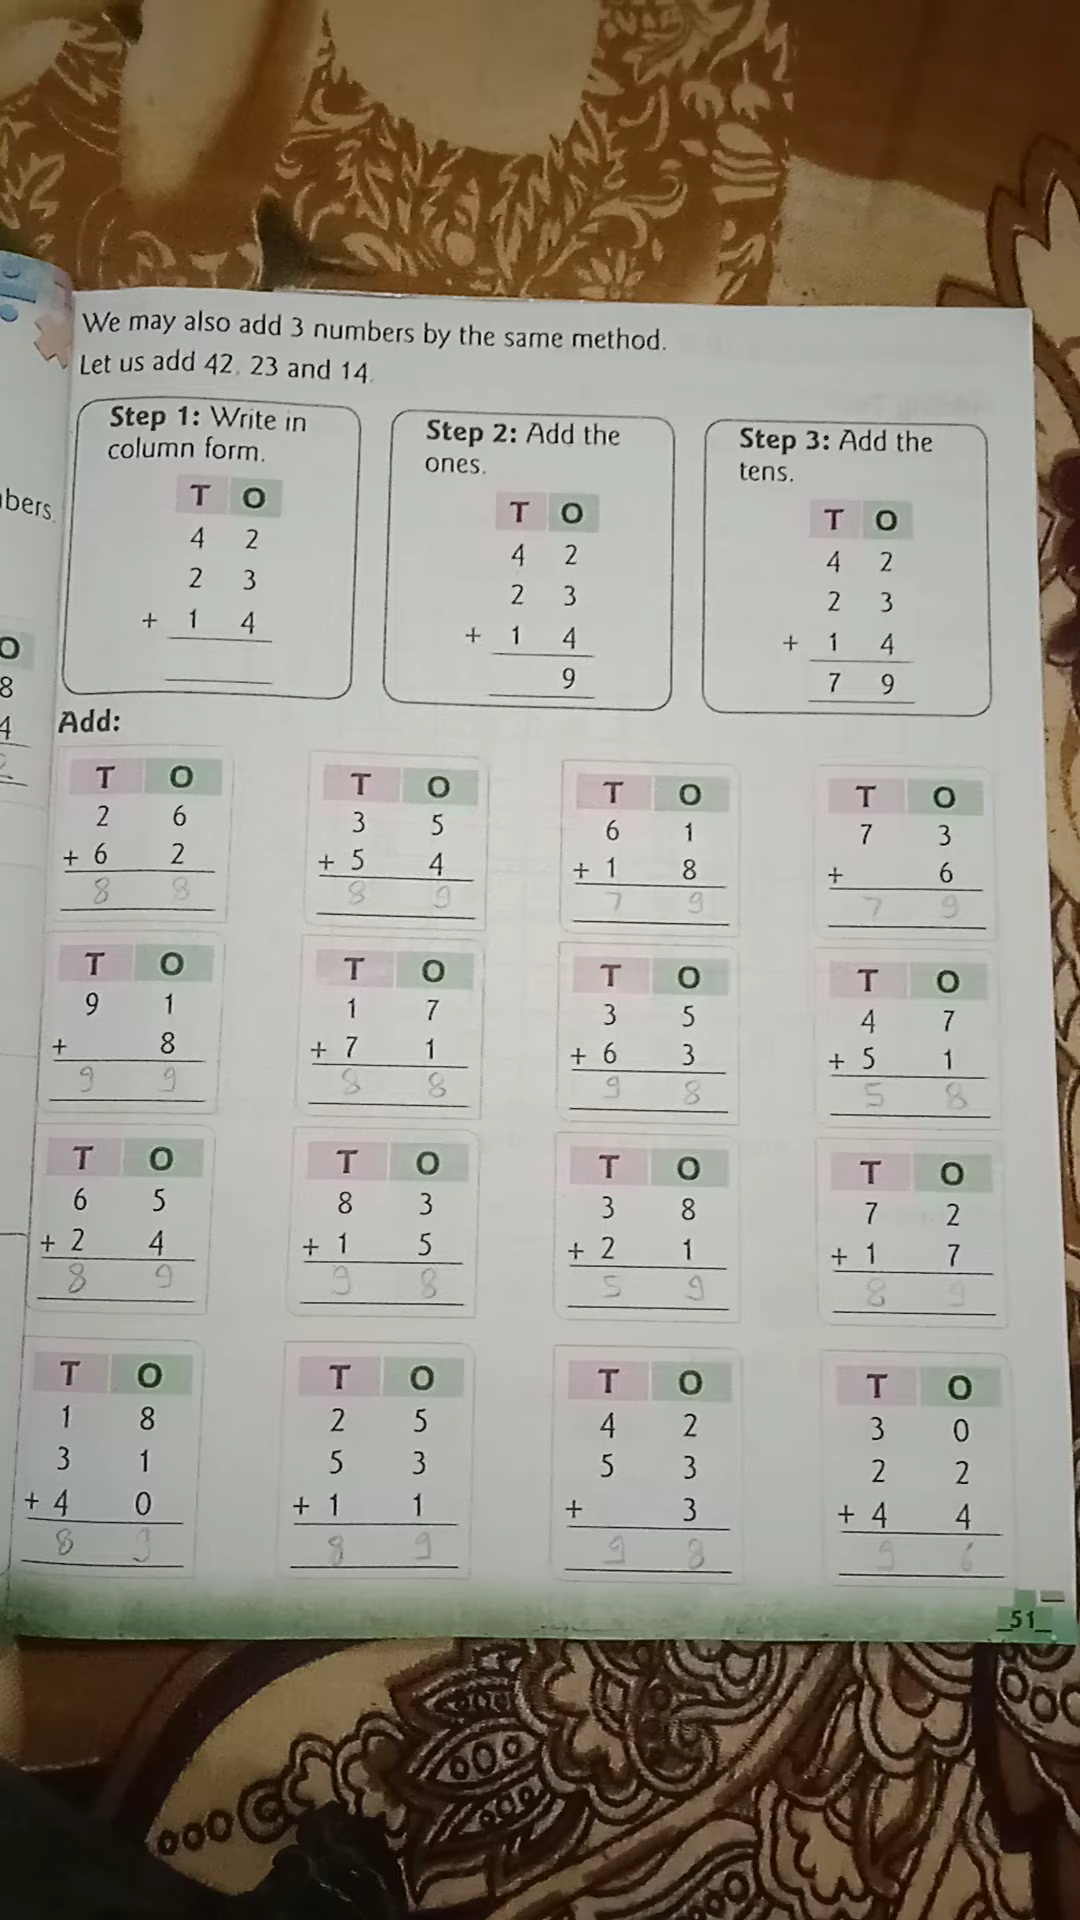 We may also add 3 numbers by the same method.
Let us add 42, 23 and 14.
Step 1: Write in
column form.
T O
4 2
2 3
+ 1 4
Step 2: Add the
ones.
T O
4 2
2 3
+ 1 4
9
Step 3: Add the
tens.
T O
4 2
2 3
+ 1 4
7 9
bers.
O
8
4
Add:
T O
2 6
+ 6 2
8 8
T O
3 5
+ 5 4
8 9
T O
6 1
+ 1 8
7 9
T O
7 3
+ 6
7 9
T O
9 1
+ 8
9 9
T O
1 7
+ 7 1
8 8
T O
3 5
+ 6 3
9 8
T O
4 7
+ 5 1
5 8
T O
6 5
+ 2 4
8 9
T O
8 3
+ 1 5
9 8
T O
3 8
+ 2 1
5 9
T O
7 2
+ 1 7
8 9
T O
1 8
3 1
+ 4 0
8 9
T O
2 5
5 3
+ 1 1
8 9
T O
4 2
5 3
+ 3
9 8
T O
3 0
2 2
+ 4 4
9 6
51